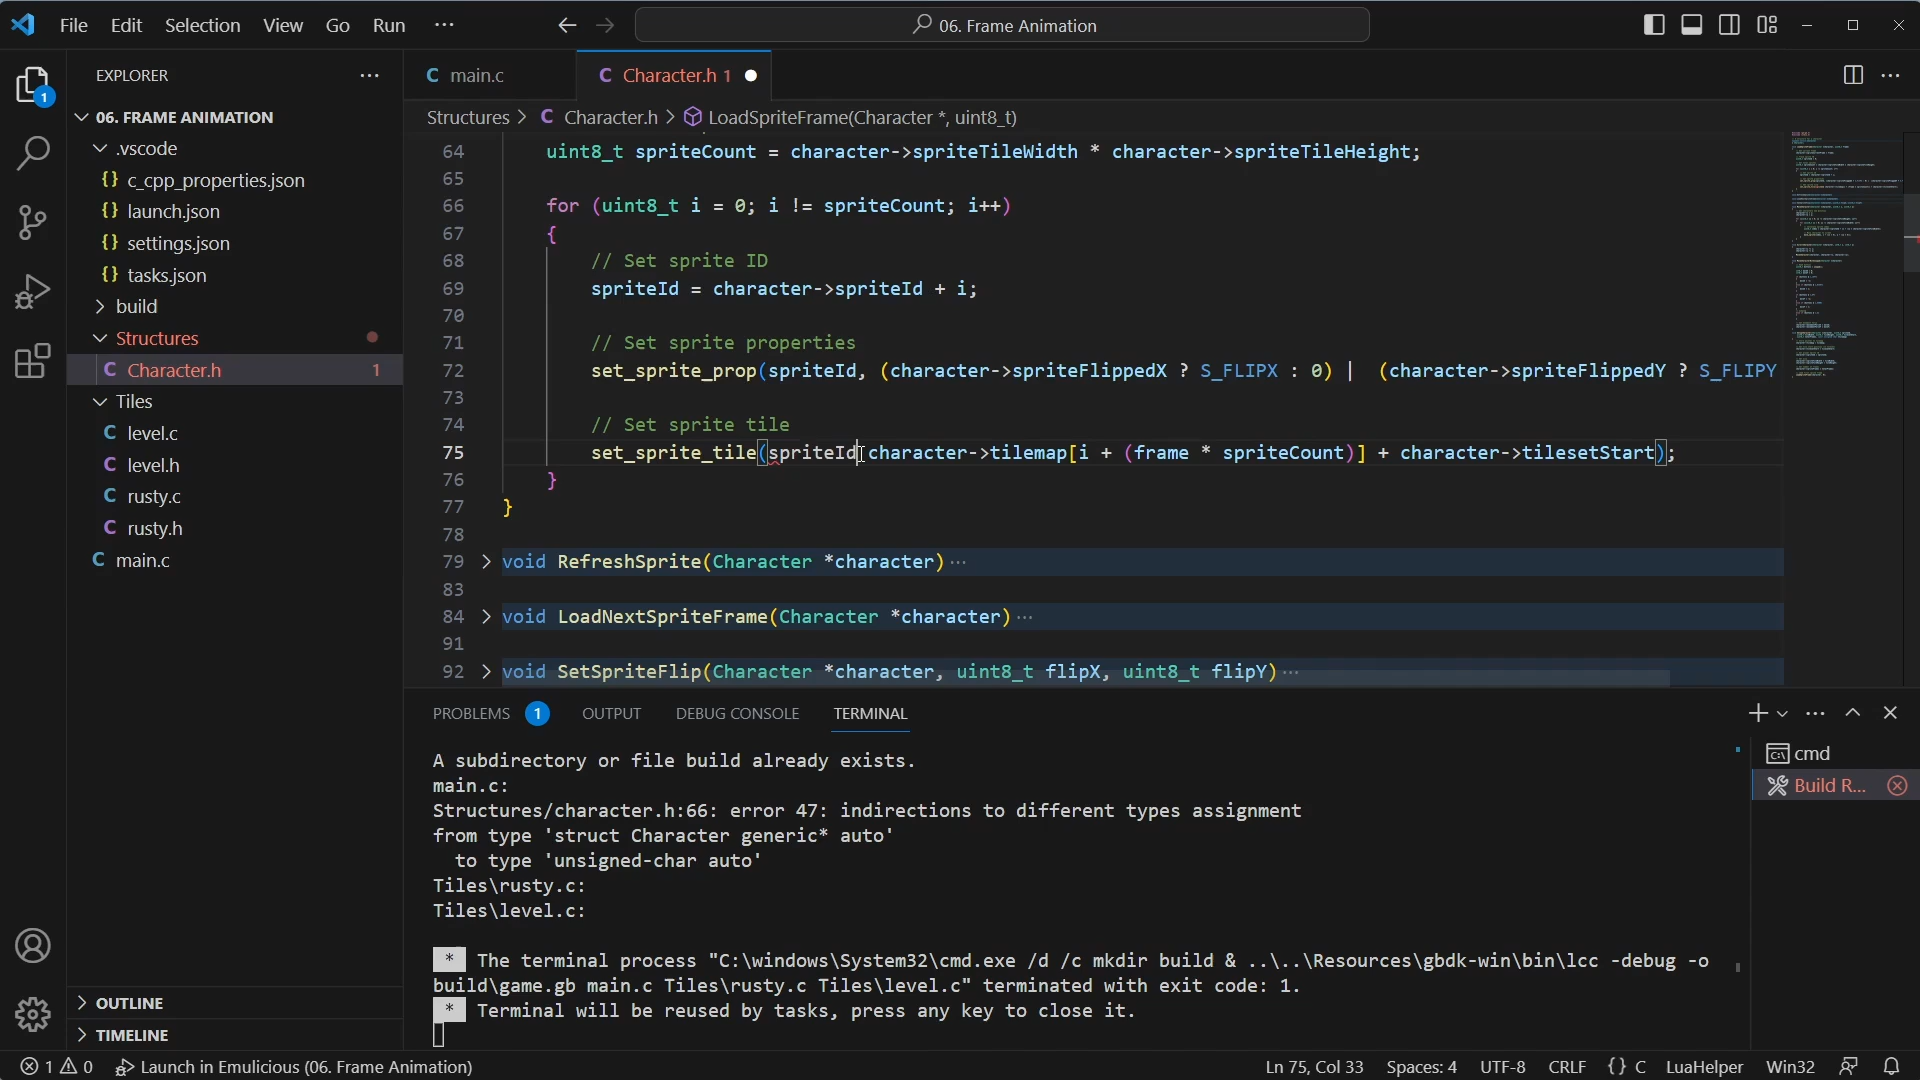 File Edit Selection View Go Run ··· 06. Frame Animation
EXPLORER ···
06. FRAME ANIMATION
.vscode
{} c_cpp_properties.json
{} launch.json
{} settings.json
{} tasks.json
build
Structures
C Character.h 1
Tiles
C level.c
C level.h
C rusty.c
C rusty.h
C main.c
OUTLINE
TIMELINE
1
C main.c C Character.h 1
Structures > C Character.h > LoadSpriteFrame(Character *, uint8_t)
64 uint8_t spriteCount = character->spriteTileWidth * character->spriteTileHeight;
65
66 for (uint8_t i = 0; i != spriteCount; i++)
67 {
68 // Set sprite ID
69 spriteId = character->spriteId + i;
70
71 // Set sprite properties
72 set_sprite_prop(spriteId, (character->spriteFlippedX ? S_FLIPX : 0) | (character->spriteFlippedY ? S_FLIPY
73
74 // Set sprite tile
75 set_sprite_tile(spriteId character->tilemap[i + (frame * spriteCount)] + character->tilesetStart);
76 }
77 }
78
79 void RefreshSprite(Character *character)···
83
84 void LoadNextSpriteFrame(Character *character)···
91
92 void SetSpriteFlip(Character *character, uint8_t flipX, uint8_t flipY)···
PROBLEMS 1 OUTPUT DEBUG CONSOLE TERMINAL
A subdirectory or file build already exists.
main.c:
Structures/character.h:66: error 47: indirections to different types assignment
from type 'struct Character generic* auto'
to type 'unsigned-char auto'
Tiles\rusty.c:
Tiles\level.c:
* The terminal process "C:\windows\System32\cmd.exe /d /c mkdir build & ..\..\Resources\gbdk-win\bin\lcc -debug -o
build\game.gb main.c Tiles\rusty.c Tiles\level.c" terminated with exit code: 1.
* Terminal will be reused by tasks, press any key to close it.
cmd
Build R...
1 0 Launch in Emulicious (06. Frame Animation) Ln 75, Col 33 Spaces: 4 UTF-8 CRLF {} C LuaHelper Win32